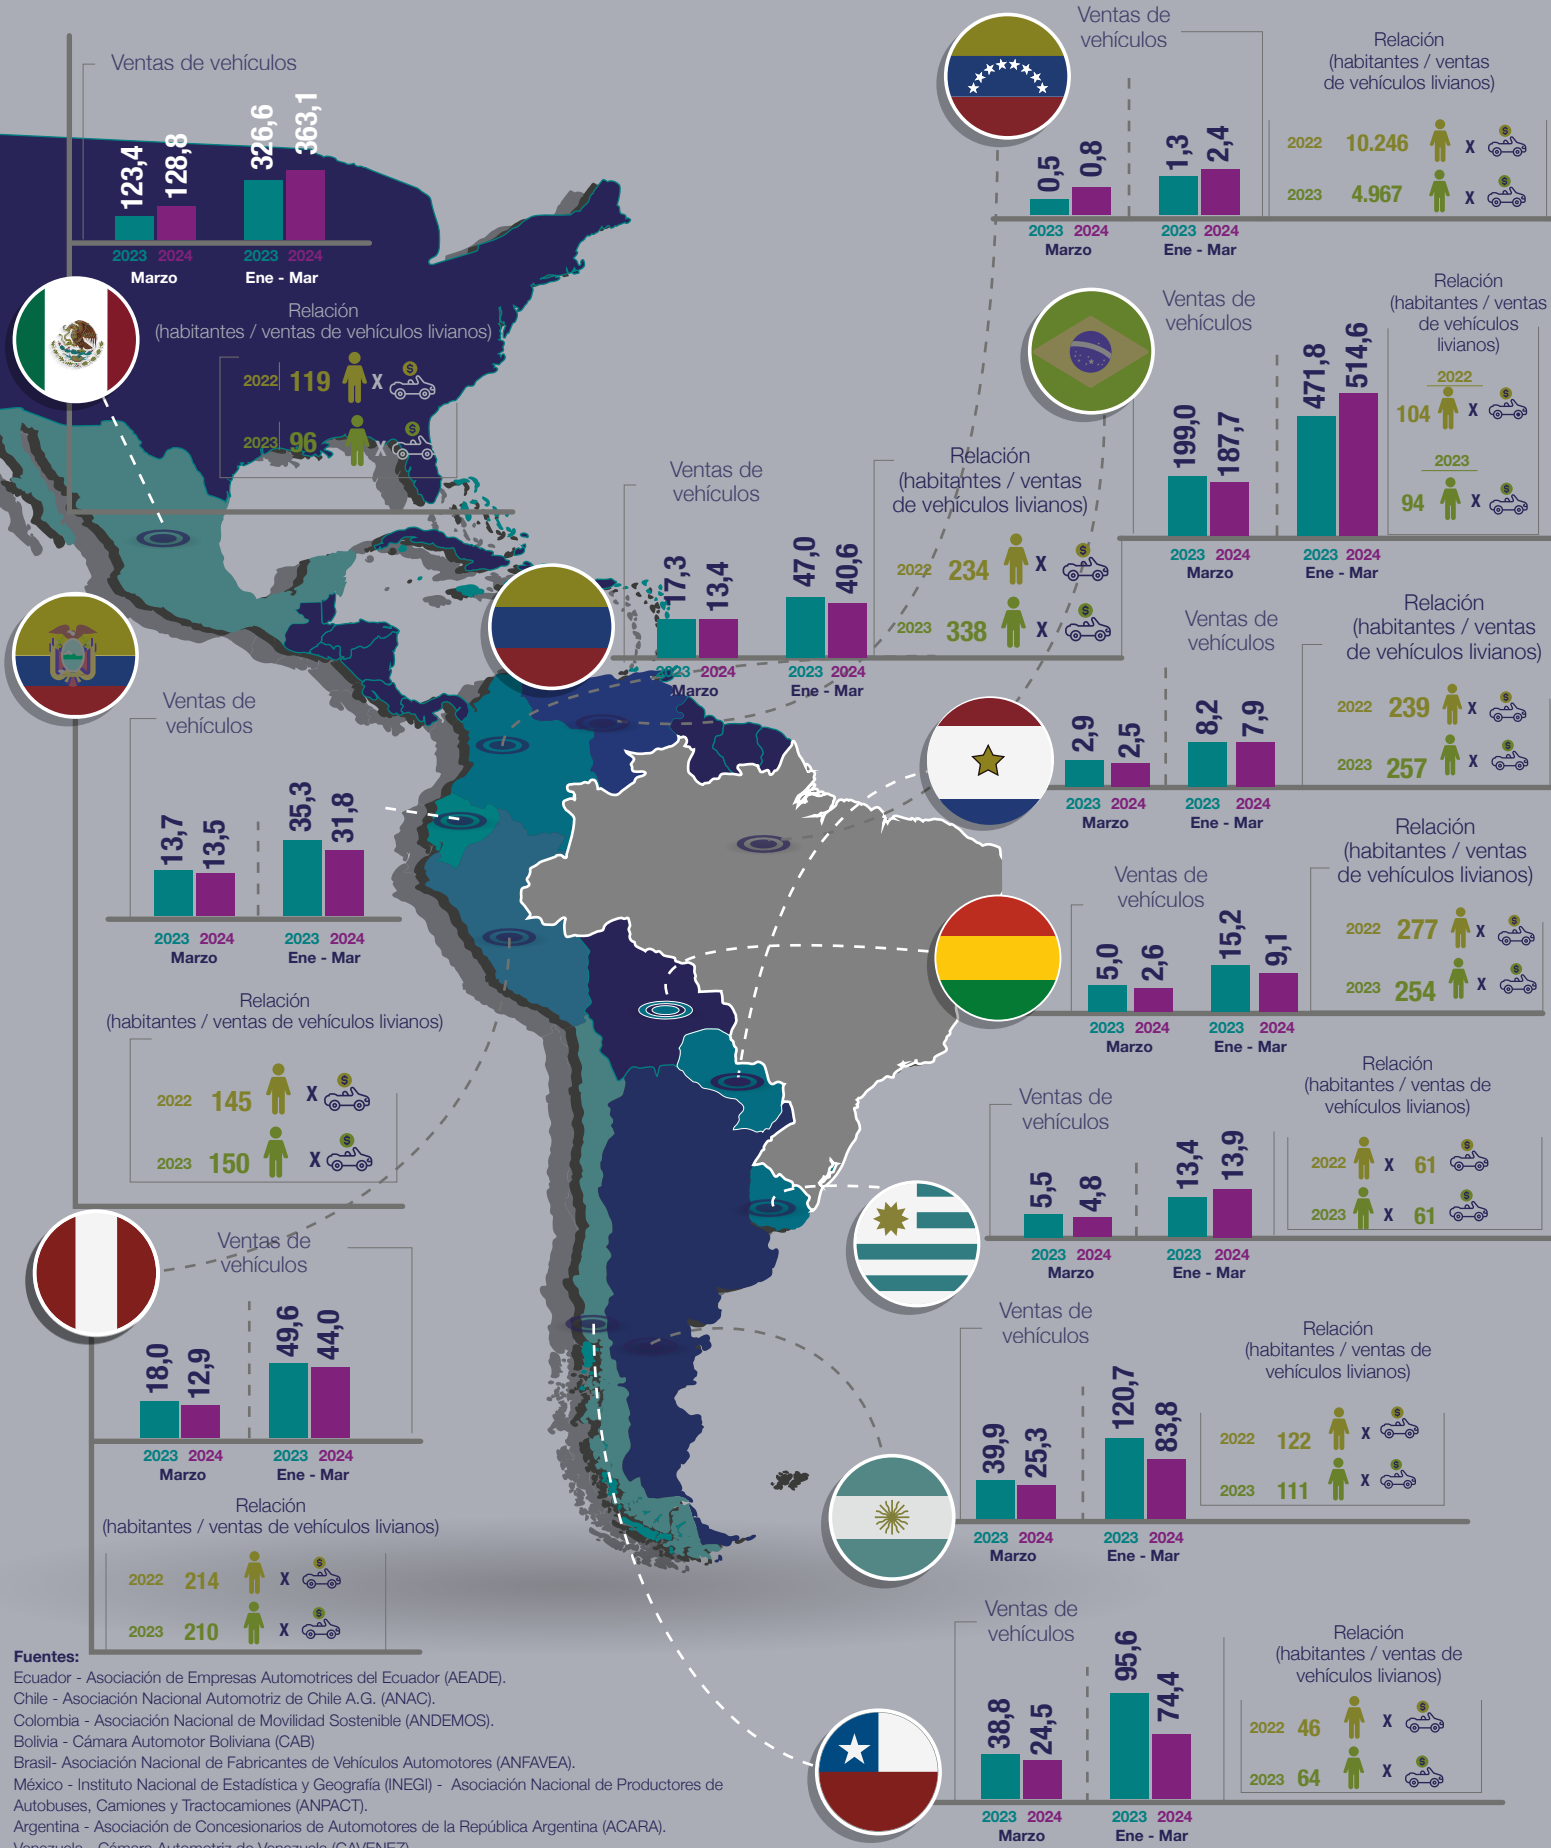 Ventas de vehículos
123,4
128,8
326,6
363,1
2023 2024
2023 2024
Marzo
Ene - Mar
Relación
(habitantes / ventas de vehículos livianos)
2022 119 X $
2023 96 X $
Ventas de
vehículos
0,5
0,8
1,3
2,4
2023 2024
2023 2024
Marzo
Ene - Mar
Relación
(habitantes / ventas
de vehículos livianos)
2022 10.246 X $
2023 4.967 X $
Ventas de
vehículos
199,0
187,7
471,8
514,6
2023 2024
2023 2024
Marzo
Ene - Mar
Relación
(habitantes / ventas
de vehículos
livianos)
2022
104 X $
2023
94 X $
Ventas de
vehículos
17,3
13,4
47,0
40,6
2023 2024
2023 2024
Marzo
Ene - Mar
Relación
(habitantes / ventas
de vehículos livianos)
2022 234 X $
2023 338 X $
Ventas de
vehículos
2,9
2,5
8,2
7,9
2023 2024
2023 2024
Marzo
Ene - Mar
Relación
(habitantes / ventas
de vehículos livianos)
2022 239 X $
2023 257 X $
Ventas de
vehículos
13,7
13,5
35,3
31,8
2023 2024
2023 2024
Marzo
Ene - Mar
Relación
(habitantes / ventas de vehículos livianos)
2022 145 X $
2023 150 X $
Ventas de
vehículos
5,0
2,6
15,2
9,1
2023 2024
2023 2024
Marzo
Ene - Mar
Relación
(habitantes / ventas
de vehículos livianos)
2022 277 X $
2023 254 X $
Ventas de
vehículos
5,5
4,8
13,4
13,9
2023 2024
2023 2024
Marzo
Ene - Mar
Relación
(habitantes / ventas de
vehículos livianos)
2022 X 61 $
2023 X 61 $
Ventas de
vehículos
18,0
12,9
49,6
44,0
2023 2024
2023 2024
Marzo
Ene - Mar
Relación
(habitantes / ventas de vehículos livianos)
2022 214 X $
2023 210 X $
Ventas de
vehículos
39,9
25,3
120,7
83,8
2023 2024
2023 2024
Marzo
Ene - Mar
Relación
(habitantes / ventas de
vehículos livianos)
2022 122 X $
2023 111 X $
Ventas de
vehículos
38,8
24,5
95,6
74,4
2023 2024
2023 2024
Marzo
Ene - Mar
Relación
(habitantes / ventas de
vehículos livianos)
2022 46 X $
2023 64 X $
Fuentes:
Ecuador - Asociación de Empresas Automotrices del Ecuador (AEADE).
Chile - Asociación Nacional Automotriz de Chile A.G. (ANAC).
Colombia - Asociación Nacional de Movilidad Sostenible (ANDEMOS).
Bolivia - Cámara Automotor Boliviana (CAB)
Brasil- Asociación Nacional de Fabricantes de Vehículos Automotores (ANFAVEA).
México - Instituto Nacional de Estadística y Geografía (INEGI) - Asociación Nacional de Productores de
Autobuses, Camiones y Tractocamiones (ANPACT).
Argentina - Asociación de Concesionarios de Automotores de la República Argentina (ACARA).
Venezuela - Cámara Automotriz de Venezuela (CAVENEZ).